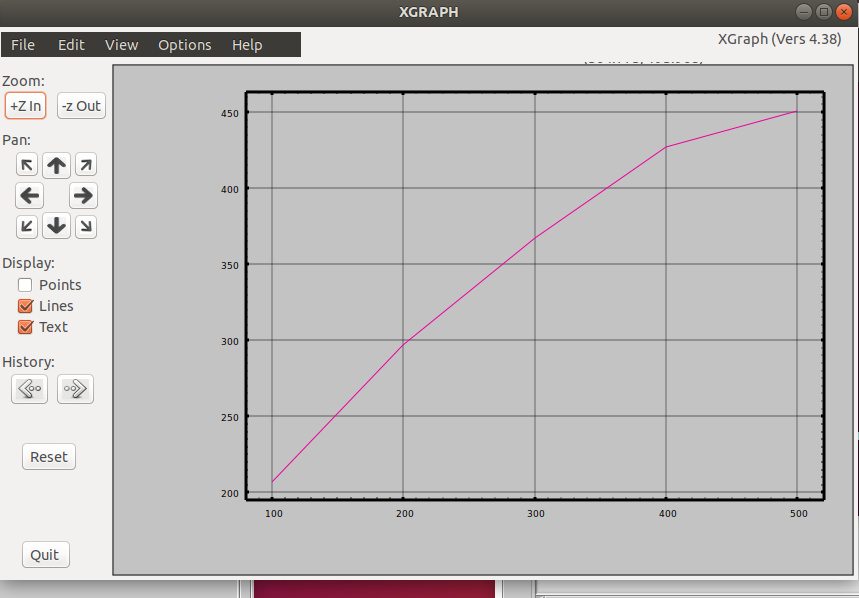 XGRAPH
File Edit View Options Help
XGraph (Vers 4.38)
Zoom:
+Z In -z Out
Pan:
Display:
Points
Lines
Text
History:
Reset
Quit
450
400
350
300
250
200
100 200 300 400 500